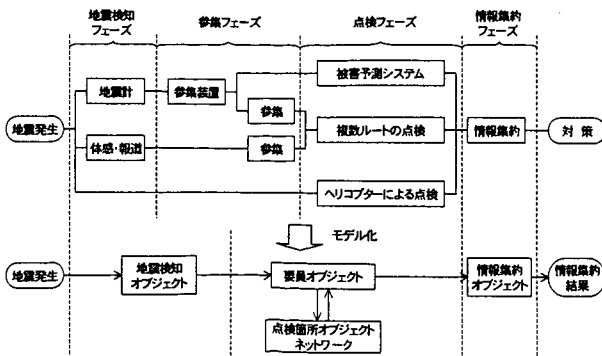 地震検知
フェーズ
参集フェーズ
点検フェーズ
情報集約
フェーズ
地震発生
地震計
参集装置
被害予測システム
参集
複数ルートの点検
情報集約
対 策
体感・報道
参集
ヘリコプターによる点検
モデル化
地震発生
地震検知
オブジェクト
要員オブジェクト
情報集約
オブジェクト
情報集約
結果
点検箇所オブジェクト
ネットワーク